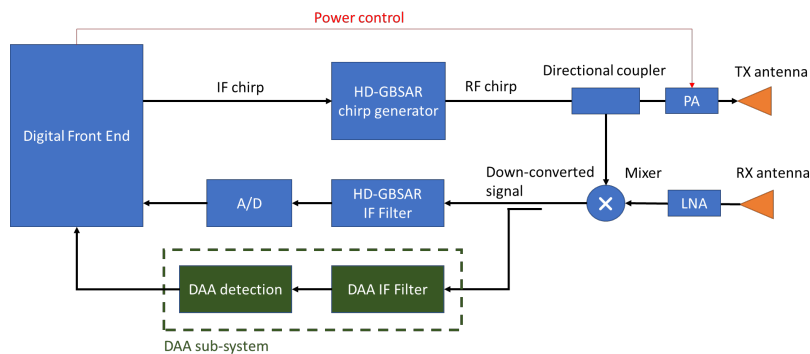 Power control
Digital Front End
IF chirp
HD-GBSAR
chirp generator
RF chirp
Directional coupler
PA
TX antenna
A/D
HD-GBSAR
IF Filter
Down-converted
signal
Mixer
LNA
RX antenna
DAA detection
DAA IF Filter
DAA sub-system